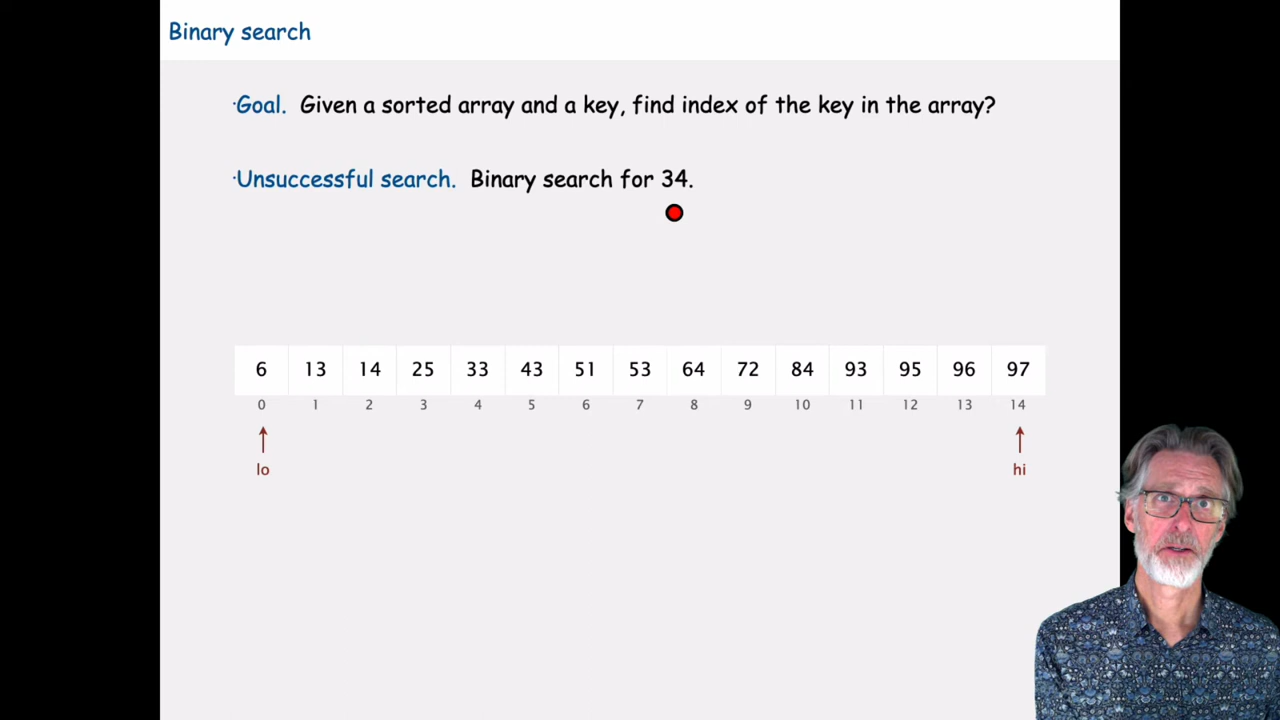 Binary search
·Goal. Given a sorted array and a key, find index of the key in the array?
·Unsuccessful search. Binary search for 34.
6 13 14 25 33 43 51 53 64 72 84 93 95 96 97
0 1 2 3 4 5 6 7 8 9 10 11 12 13 14
lo hi